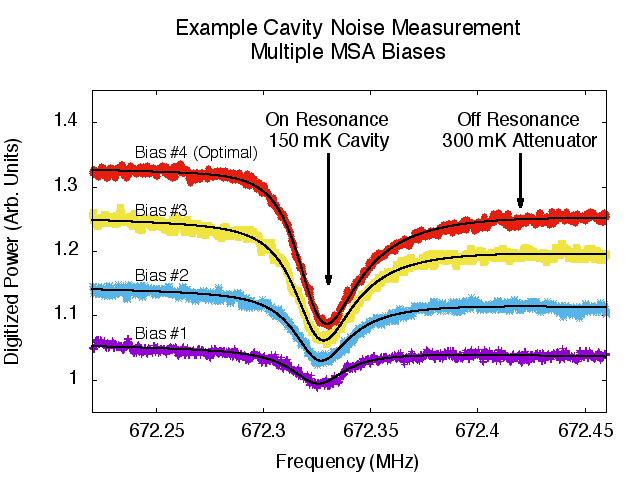 Example Cavity Noise Measurement
Multiple MSA Biases
On Resonance
150 mK Cavity
Off Resonance
300 mK Attenuator
Bias #4 (Optimal)
Bias #3
Bias #2
Bias #1
Digitized Power (Arb. Units)
1.4
1.3
1.2
1.1
1
672.25
672.3
672.35
672.4
672.45
Frequency (MHz)